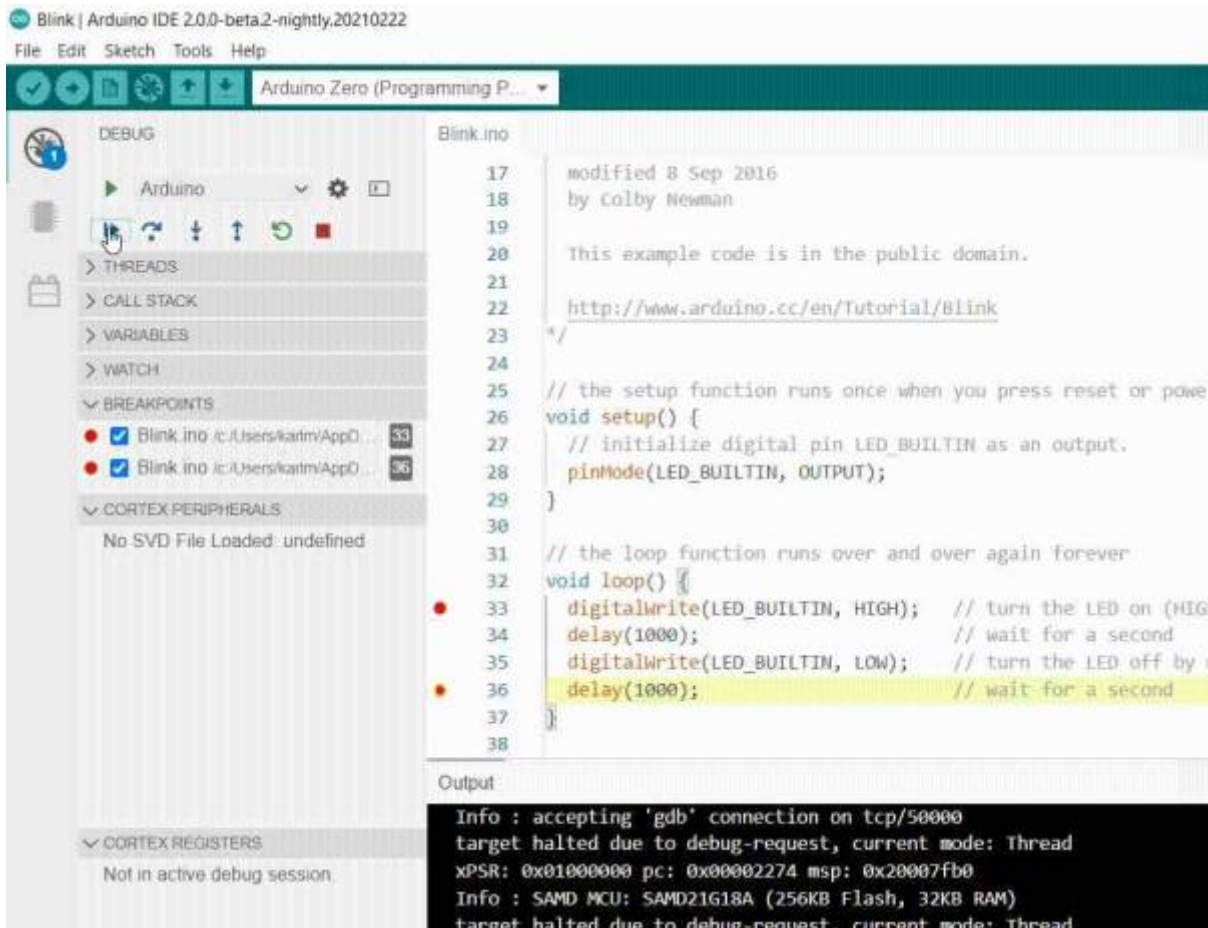 Blink | Arduino IDE 2.0.0-beta.2-nightly.20210222
File Edit Sketch Tools Help
Arduino Zero (Programming P...
DEBUG
1
Arduino
THREADS
CALL STACK
VARIABLES
WATCH
BREAKPOINTS
Blink.ino /c:/Users/karlm/AppD... 33
Blink.ino /c:/Users/karlm/AppD... 36
CORTEX PERIPHERALS
No SVD File Loaded undefined
CORTEX REGISTERS
Not in active debug session.
Blink.ino
17 modified 8 Sep 2016
18 by Colby Newman
19
20 This example code is in the public domain.
21
22 http://www.arduino.cc/en/Tutorial/Blink
23 */
24
25 // the setup function runs once when you press reset or powe
26 void setup() {
27 // initialize digital pin LED_BUILTIN as an output.
28 pinMode(LED_BUILTIN, OUTPUT);
29 }
30
31 // the loop function runs over and over again forever
32 void loop() {
33 digitalWrite(LED_BUILTIN, HIGH); // turn the LED on (HIG
34 delay(1000); // wait for a second
35 digitalWrite(LED_BUILTIN, LOW); // turn the LED off by
36 delay(1000); // wait for a second
37 }
38
Output
Info : accepting 'gdb' connection on tcp/50000
target halted due to debug-request, current mode: Thread
xPSR: 0x01000000 pc: 0x00002274 msp: 0x20007fb0
Info : SAMD MCU: SAMD21G18A (256KB Flash, 32KB RAM)
target halted due to debug-request, current mode: Thread